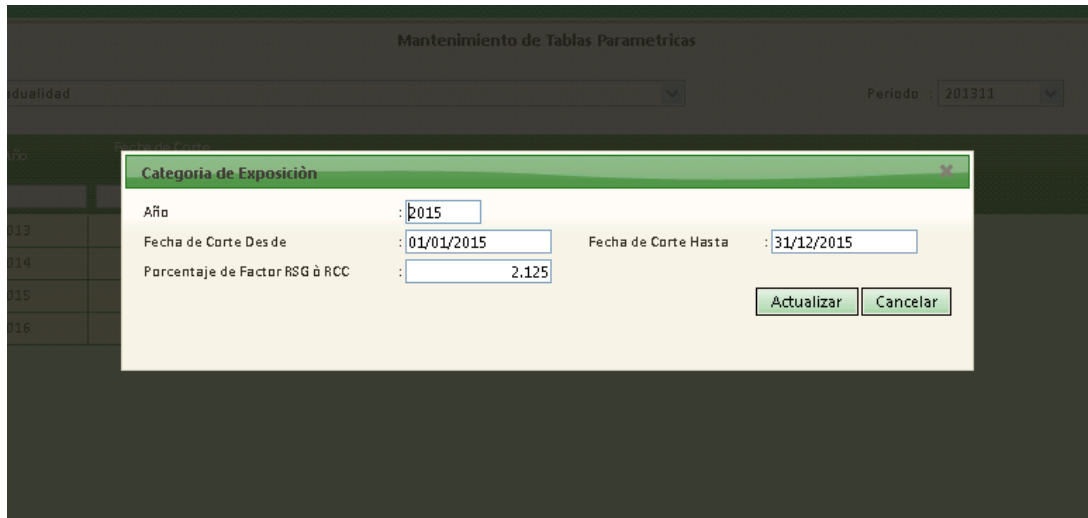 Mantenimiento de Tablas Parametricas
adualidad
Periodo : 201311
Año Fecha de Corte
Categoria de Exposiciòn
Año : 2015
Fecha de Corte Desde : 01/01/2015 Fecha de Corte Hasta : 31/12/2015
Porcentaje de Factor RSG ò RCC : 2.125
Actualizar Cancelar
013
014
015
016